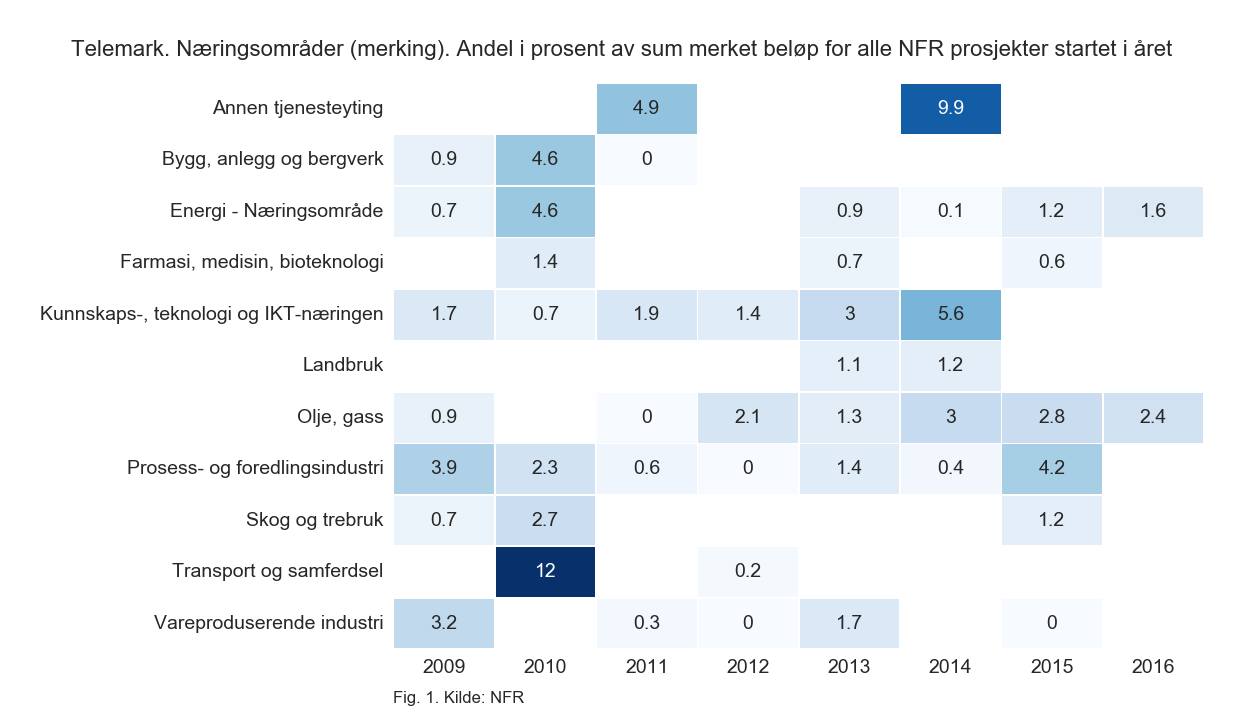 Telemark. Næringsområder (merking). Andel i prosent av sum merket beløp for alle NFR prosjekter startet i året
Annen tjenesteyting 4.9 9.9
Bygg, anlegg og bergverk 0.9 4.6 0
Energi - Næringsområde 0.7 4.6 0.9 0.1 1.2 1.6
Farmasi, medisin, bioteknologi 1.4 0.7 0.6
Kunnskaps-, teknologi og IKT-næringen 1.7 0.7 1.9 1.4 3 5.6
Landbruk 1.1 1.2
Olje, gass 0.9 0 2.1 1.3 3 2.8 2.4
Prosess- og foredlingsindustri 3.9 2.3 0.6 0 1.4 0.4 4.2
Skog og trebruk 0.7 2.7 1.2
Transport og samferdsel 12 0.2
Vareproduserende industri 3.2 0.3 0 1.7 0
2009 2010 2011 2012 2013 2014 2015 2016
Fig. 1. Kilde: NFR